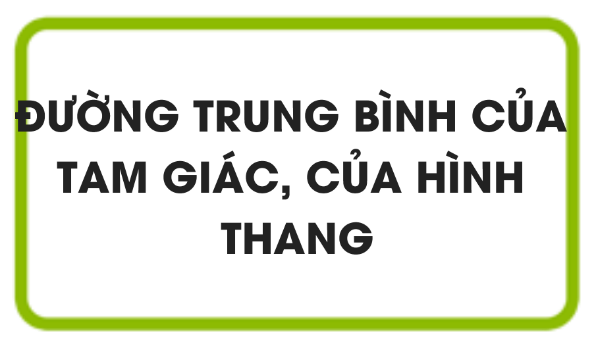 ĐƯỜNG TRUNG BÌNH CỦA
TAM GIÁC, CỦA HÌNH
THANG